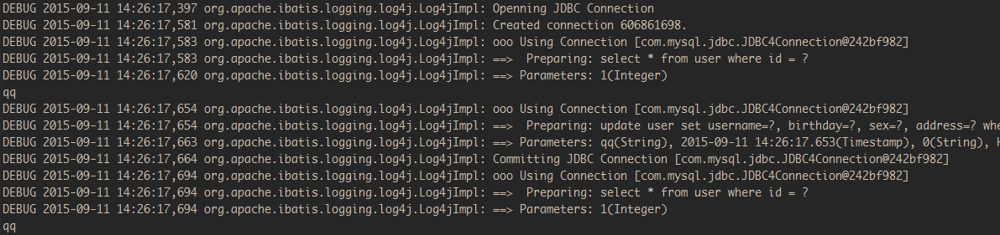 DEBUG 2015-09-11 14:26:17,397 org.apache.ibatis.logging.log4j.Log4jImpl: Openning JDBC Connection
DEBUG 2015-09-11 14:26:17,581 org.apache.ibatis.logging.log4j.Log4jImpl: Created connection 606861698.
DEBUG 2015-09-11 14:26:17,583 org.apache.ibatis.logging.log4j.Log4jImpl: ooo Using Connection [com.mysql.jdbc.JDBC4Connection@242bf982]
DEBUG 2015-09-11 14:26:17,583 org.apache.ibatis.logging.log4j.Log4jImpl: ==>  Preparing: select * from user where id = ?
DEBUG 2015-09-11 14:26:17,620 org.apache.ibatis.logging.log4j.Log4jImpl: ==> Parameters: 1(Integer)
qq
DEBUG 2015-09-11 14:26:17,654 org.apache.ibatis.logging.log4j.Log4jImpl: ooo Using Connection [com.mysql.jdbc.JDBC4Connection@242bf982]
DEBUG 2015-09-11 14:26:17,654 org.apache.ibatis.logging.log4j.Log4jImpl: ==>  Preparing: update user set username=?, birthday=?, sex=?, address=? whe
DEBUG 2015-09-11 14:26:17,663 org.apache.ibatis.logging.log4j.Log4jImpl: ==> Parameters: qq(String), 2015-09-11 14:26:17.653(Timestamp), 0(String),
DEBUG 2015-09-11 14:26:17,664 org.apache.ibatis.logging.log4j.Log4jImpl: Committing JDBC Connection [com.mysql.jdbc.JDBC4Connection@242bf982]
DEBUG 2015-09-11 14:26:17,694 org.apache.ibatis.logging.log4j.Log4jImpl: ooo Using Connection [com.mysql.jdbc.JDBC4Connection@242bf982]
DEBUG 2015-09-11 14:26:17,694 org.apache.ibatis.logging.log4j.Log4jImpl: ==>  Preparing: select * from user where id = ?
DEBUG 2015-09-11 14:26:17,694 org.apache.ibatis.logging.log4j.Log4jImpl: ==> Parameters: 1(Integer)
qq